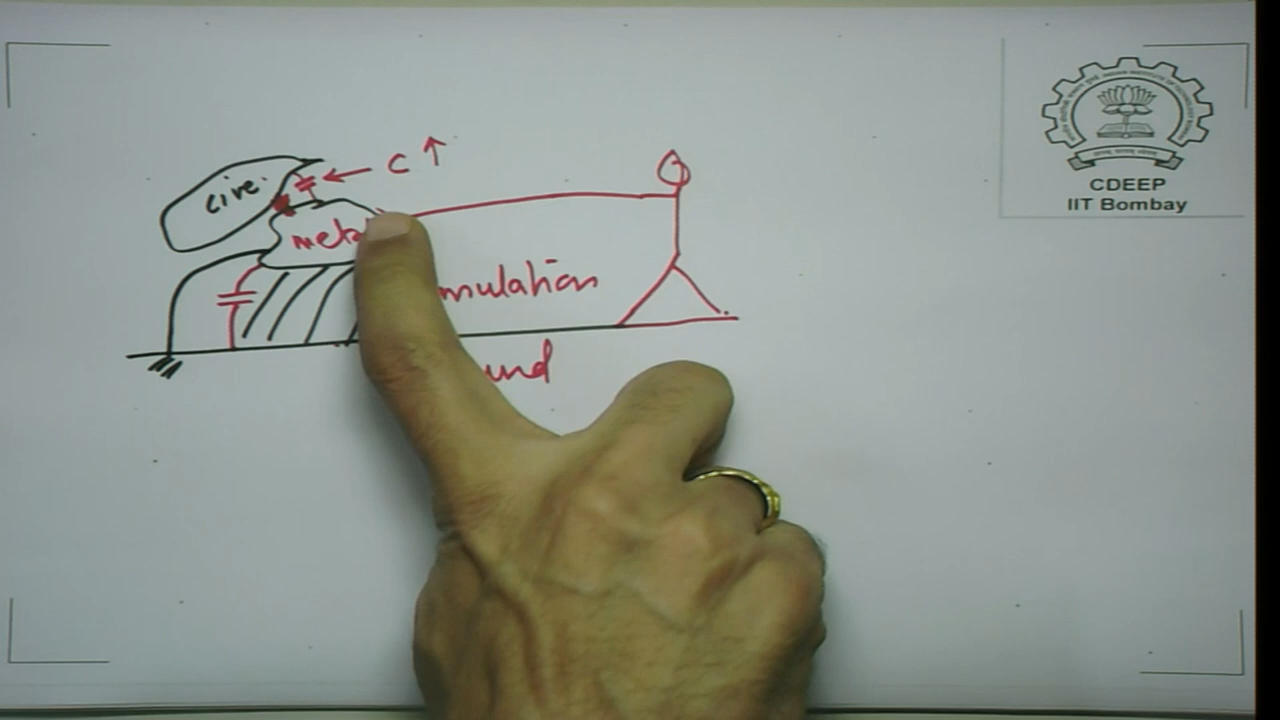 C ↑
circ.
meta
mulation
und
CDEEP
IIT Bombay